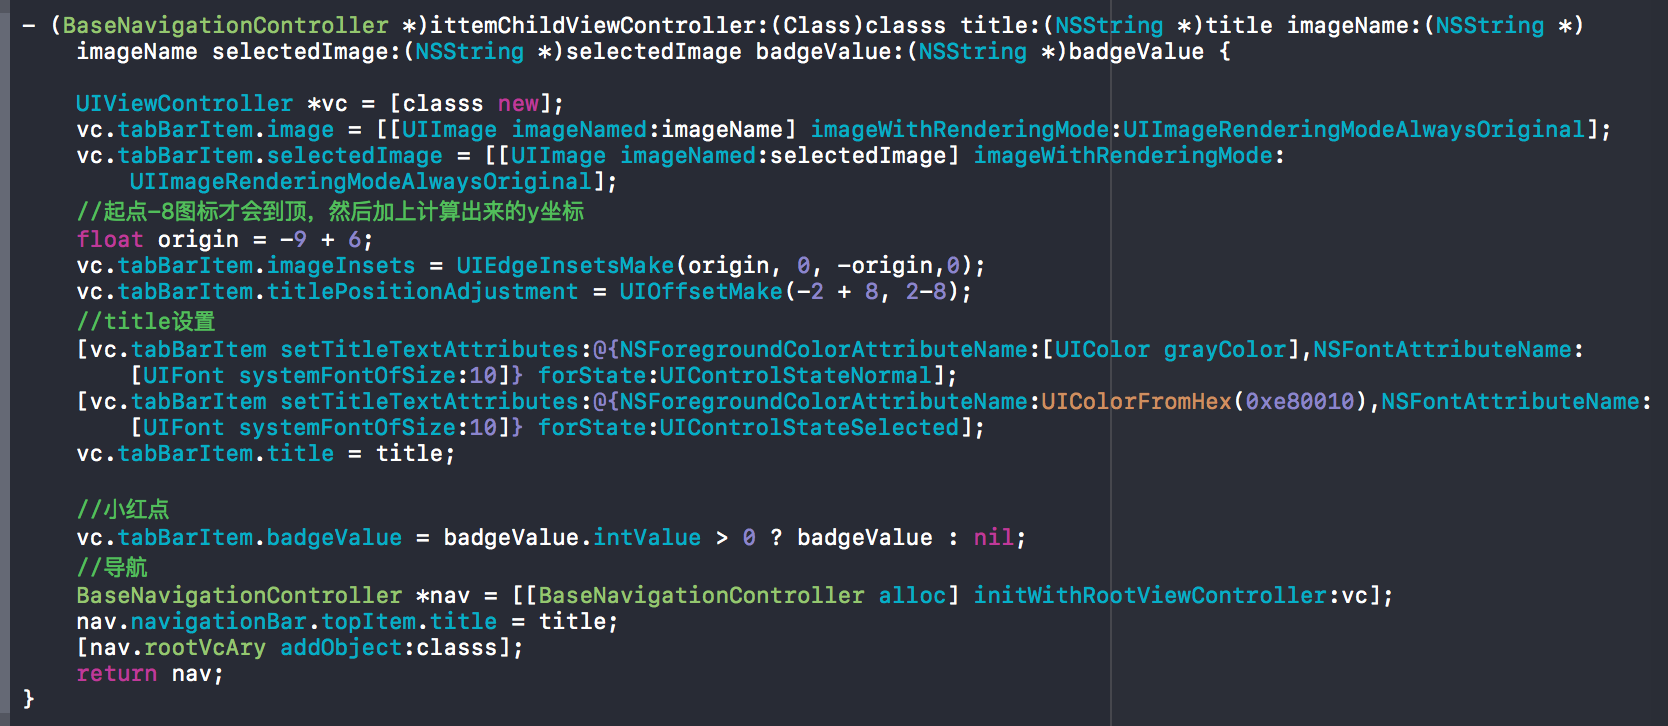 - (BaseNavigationController *)ittemChildViewController:(Class)classs title:(NSString *)title imageName:(NSString *)
imageName selectedImage:(NSString *)selectedImage badgeValue:(NSString *)badgeValue {
UIViewController *vc = [classs new];
vc.tabBarItem.image = [[UIImage imageNamed:imageName] imageWithRenderingMode:UIImageRenderingModeAlwaysOriginal];
vc.tabBarItem.selectedImage = [[UIImage imageNamed:selectedImage] imageWithRenderingMode:
UIImageRenderingModeAlwaysOriginal];
//起点-8图标才会到顶，然后加上计算出来的y坐标
float origin = -9 + 6;
vc.tabBarItem.imageInsets = UIEdgeInsetsMake(origin, 0, -origin,0);
vc.tabBarItem.titlePositionAdjustment = UIOffsetMake(-2 + 8, 2-8);
//title设置
[vc.tabBarItem setTitleTextAttributes:@{NSForegroundColorAttributeName:[UIColor grayColor],NSFontAttributeName:
[UIFont systemFontOfSize:10]} forState:UIControlStateNormal];
[vc.tabBarItem setTitleTextAttributes:@{NSForegroundColorAttributeName:UIColorFromHex(0xe80010),NSFontAttributeName:
[UIFont systemFontOfSize:10]} forState:UIControlStateSelected];
vc.tabBarItem.title = title;
//小红点
vc.tabBarItem.badgeValue = badgeValue.intValue > 0 ? badgeValue : nil;
//导航
BaseNavigationController *nav = [[BaseNavigationController alloc] initWithRootViewController:vc];
nav.navigationBar.topItem.title = title;
[nav.rootVcAry addObject:classs];
return nav;
}